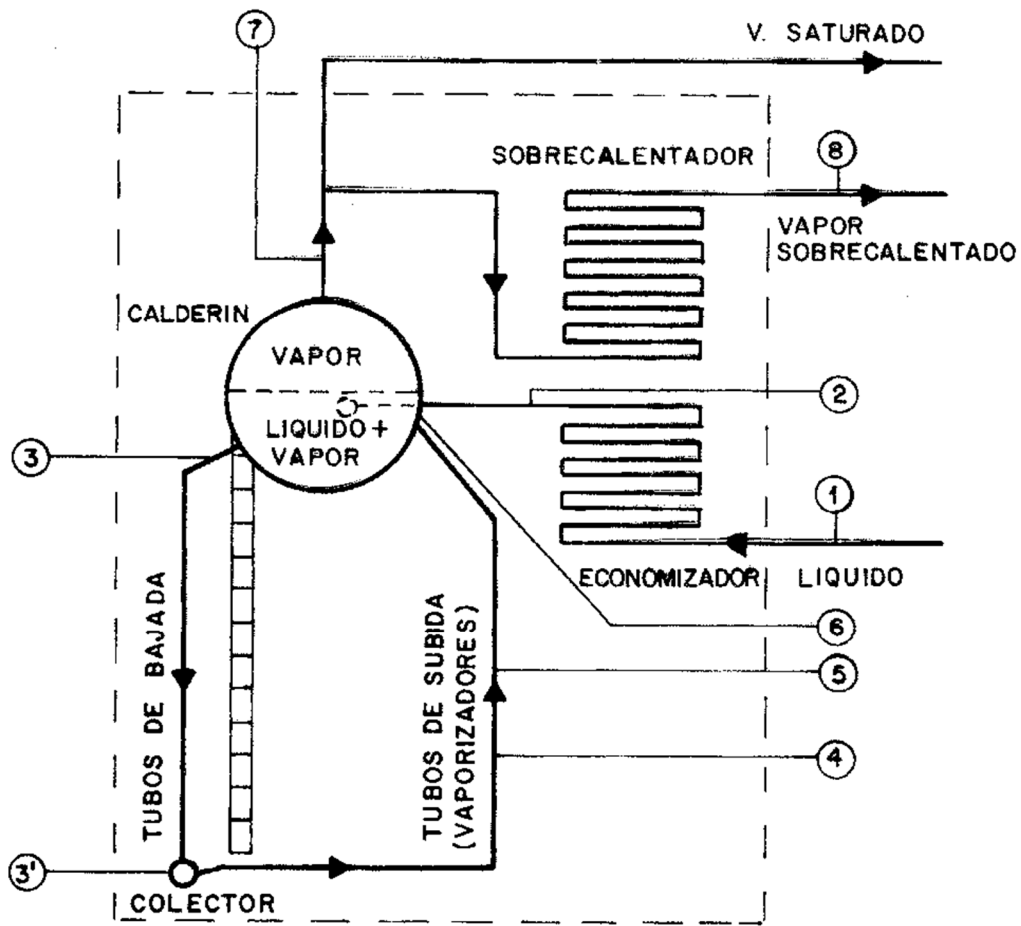 7
V. SATURADO
SOBRECALENTADOR
8
VAPOR
SOBRECALENTADO
CALDERIN
VAPOR
2
LIQUIDO +
VAPOR
3
1
ECONOMIZADOR
LIQUIDO
TUBOS DE BAJADA
TUBOS DE SUBIDA
(VAPORIZADORES)
6
5
4
3'
COLECTOR